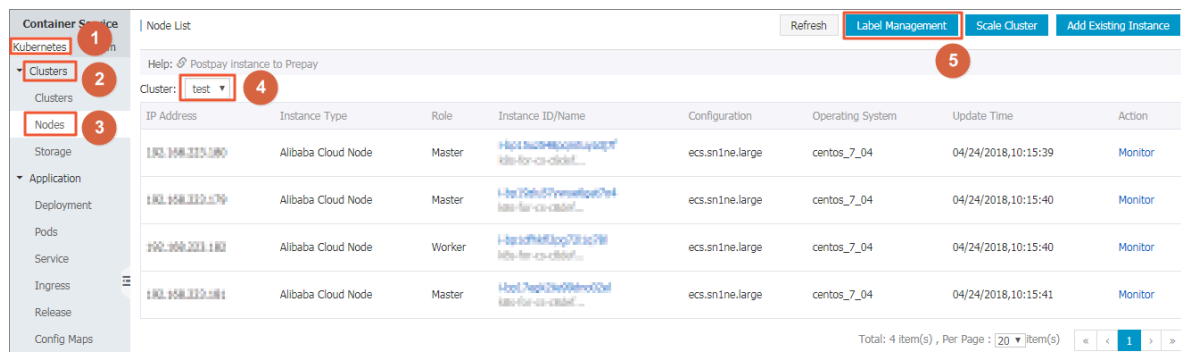 Container Service
Node List
Refresh
Label Management
Scale Cluster
Add Existing Instance
Kubernetes
1
Clusters
2
Help: Postpay instance to Prepay
5
Cluster: test
4
Clusters
Nodes
3
IP Address Instance Type Role Instance ID/Name Configuration Operating System Update Time Action
Storage
Alibaba Cloud Node Master ecs.sn1ne.large centos_7_04 04/24/2018,10:15:39 Monitor
Application
Deployment
Alibaba Cloud Node Master ecs.sn1ne.large centos_7_04 04/24/2018,10:15:40 Monitor
Pods
Alibaba Cloud Node Worker ecs.sn1ne.large centos_7_04 04/24/2018,10:15:40 Monitor
Service
Ingress
Alibaba Cloud Node Master ecs.sn1ne.large centos_7_04 04/24/2018,10:15:41 Monitor
Release
Config Maps
Total: 4 item(s) , Per Page : 20 item(s) « ‹ 1 › »